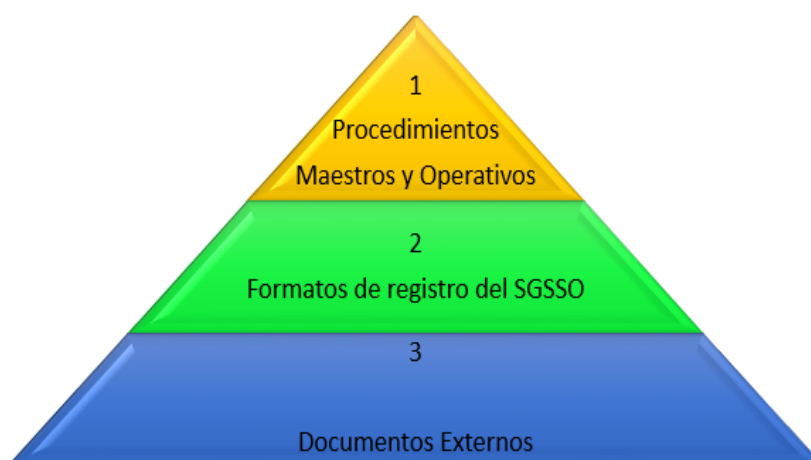 1
Procedimientos
Maestros y Operativos
2
Formatos de registro del SGSSO
3
Documentos Externos